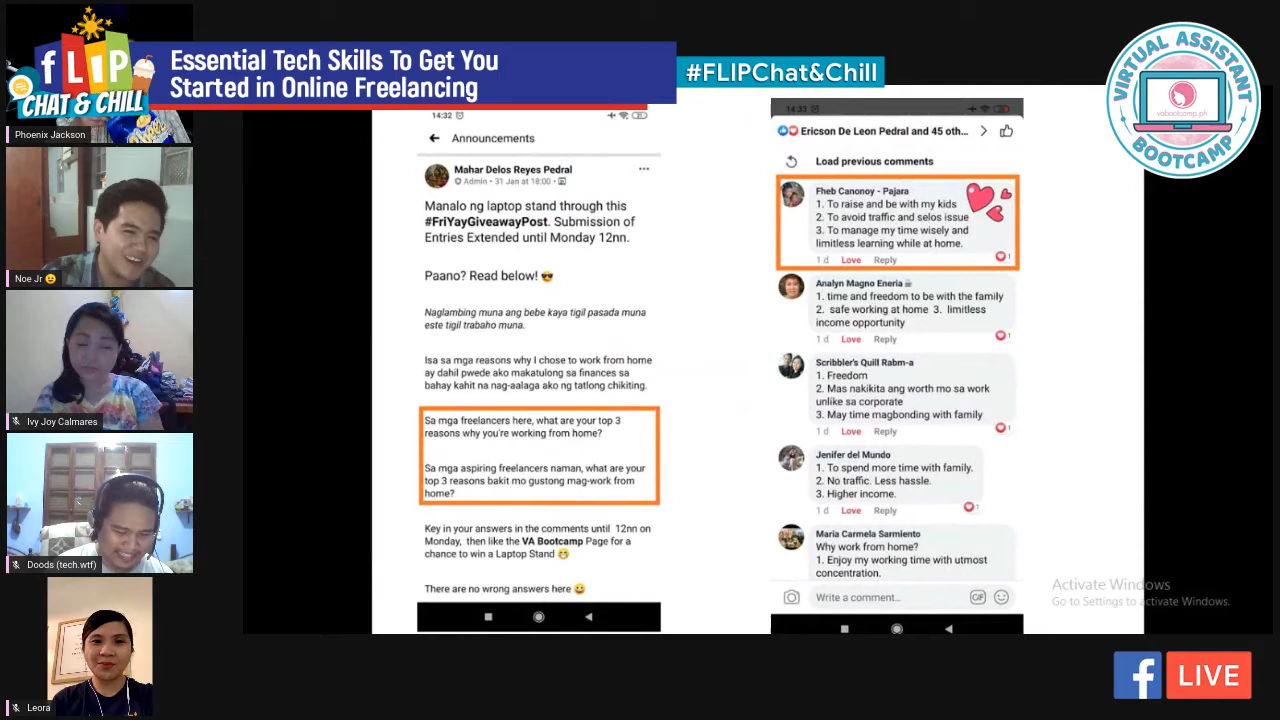 FLIP
CHAT & CHILL
Essential Tech Skills To Get You
Started in Online Freelancing
#FLIPChat&Chill
VIRTUAL ASSISTANT
vabootcamp.ph
BOOTCAMP
Phoenix Jackson
Noe Jr
Ivy Joy Calmares
Doods (tech.wtf)
Leora
14:32
21
Announcements
Mahar Delos Reyes Pedral
Admin • 31 Jan at 18:00 •
Manalo ng laptop stand through this
#FriYayGiveawayPost. Submission of
Entries Extended until Monday 12nn.
Paano? Read below!
Naglambing muna ang bebe kaya tigil pasada muna
este tigil trabaho muna.
Isa sa mga reasons why I chose to work from home
ay dahil pwede ako makatulong sa finances sa
bahay kahit na nag-aalaga ako ng tatlong chikiting.
Sa mga freelancers here, what are your top 3
reasons why you're working from home?
Sa mga aspiring freelancers naman, what are your
top 3 reasons bakit mo gustong mag-work from
home?
Key in your answers in the comments until 12nn on
Monday, then like the VA Bootcamp Page for a
chance to win a Laptop Stand
There are no wrong answers here
14:33
Ericson De Leon Pedral and 45 oth...
Load previous comments
Fheb Canonoy - Pajara
1. To raise and be with my kids
2. To avoid traffic and selos issue
3. To manage my time wisely and
limitless learning while at home.
1 d Love Reply
1
Analyn Magno Eneria
1. time and freedom to be with the family
2. safe working at home 3. limitless
income opportunity
1 d Love Reply
1
Scribbler's Quill Rabm-a
1. Freedom
2. Mas nakikita ang worth mo sa work
unlike sa corporate
3. May time magbonding with family
1 d Love Reply
1
Jenifer del Mundo
1. To spend more time with family.
2. No traffic. Less hassle.
3. Higher income.
1 d Love Reply
1
Maria Carmela Sarmiento
Why work from home?
1. Enjoy my working time with utmost
concentration.
Write a comment...
GIF
Activate Windows
Go to Settings to activate Windows.
f LIVE